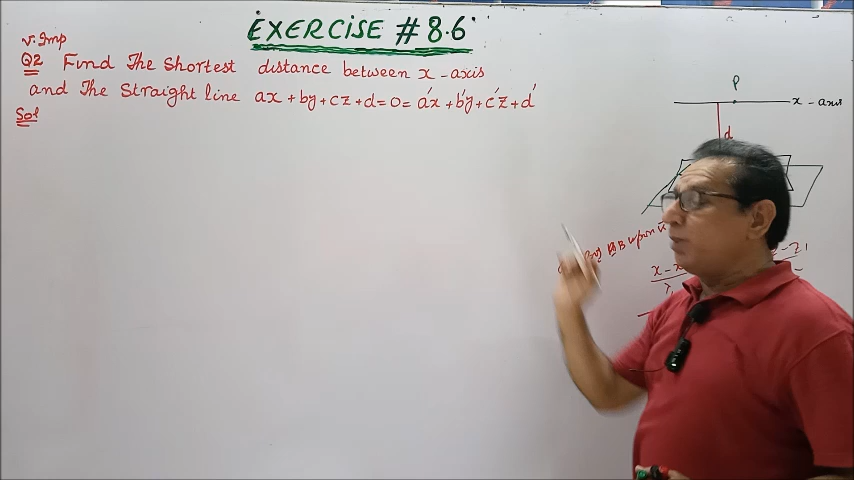 EXERCISE # 8.6
v. Imp
Q2 Find The Shortest distance between x - axis
and The Straight line ax + by + cz + d = 0 = a'x + b'y + c'z + d'
Sol
P
x - axis
d